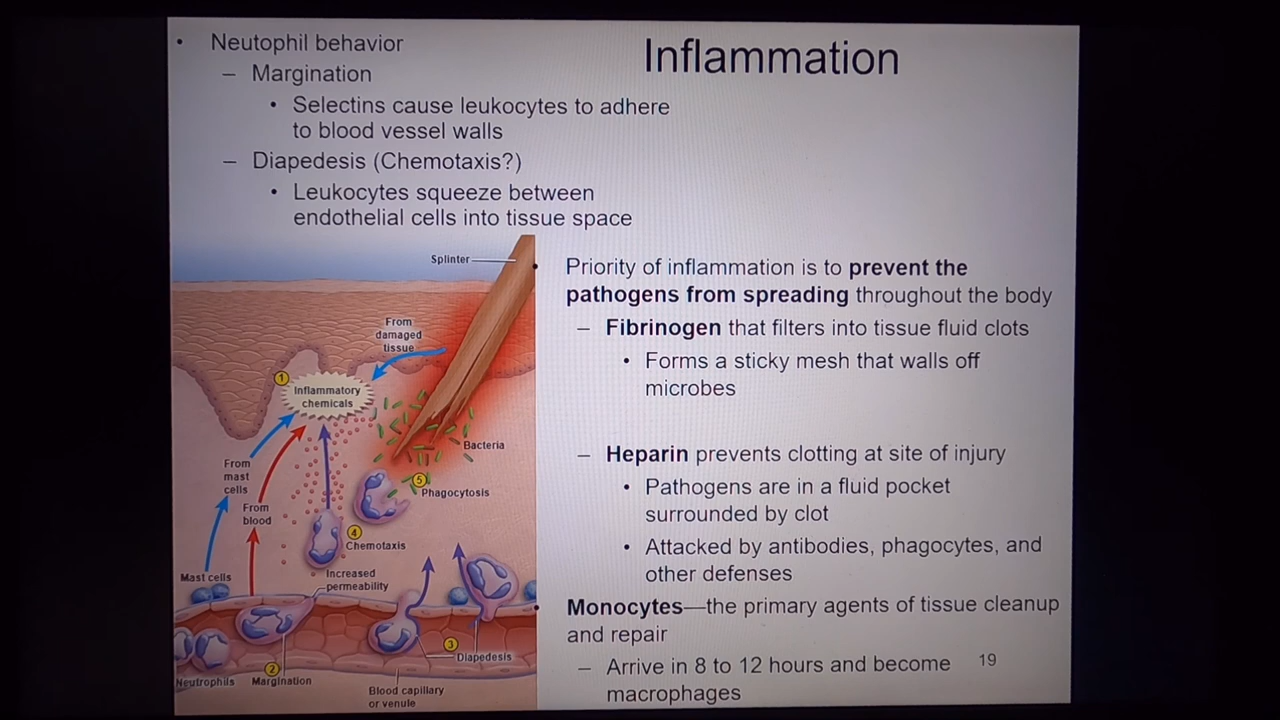 Inflammation
• Neutophil behavior
– Margination
• Selectins cause leukocytes to adhere
to blood vessel walls
– Diapedesis (Chemotaxis?)
• Leukocytes squeeze between
endothelial cells into tissue space
Splinter
From
damaged
tissue
1
Inflammatory
chemicals
Bacteria
From
mast
cells
5
Phagocytosis
From
blood
4
Chemotaxis
Mast cells
Increased
permeability
3
Diapedesis
2
Neutrophils
Margination
Blood capillary
or venule
• Priority of inflammation is to prevent the
pathogens from spreading throughout the body
– Fibrinogen that filters into tissue fluid clots
• Forms a sticky mesh that walls off
microbes
– Heparin prevents clotting at site of injury
• Pathogens are in a fluid pocket
surrounded by clot
• Attacked by antibodies, phagocytes, and
other defenses
• Monocytes—the primary agents of tissue cleanup
and repair
– Arrive in 8 to 12 hours and become
macrophages
19